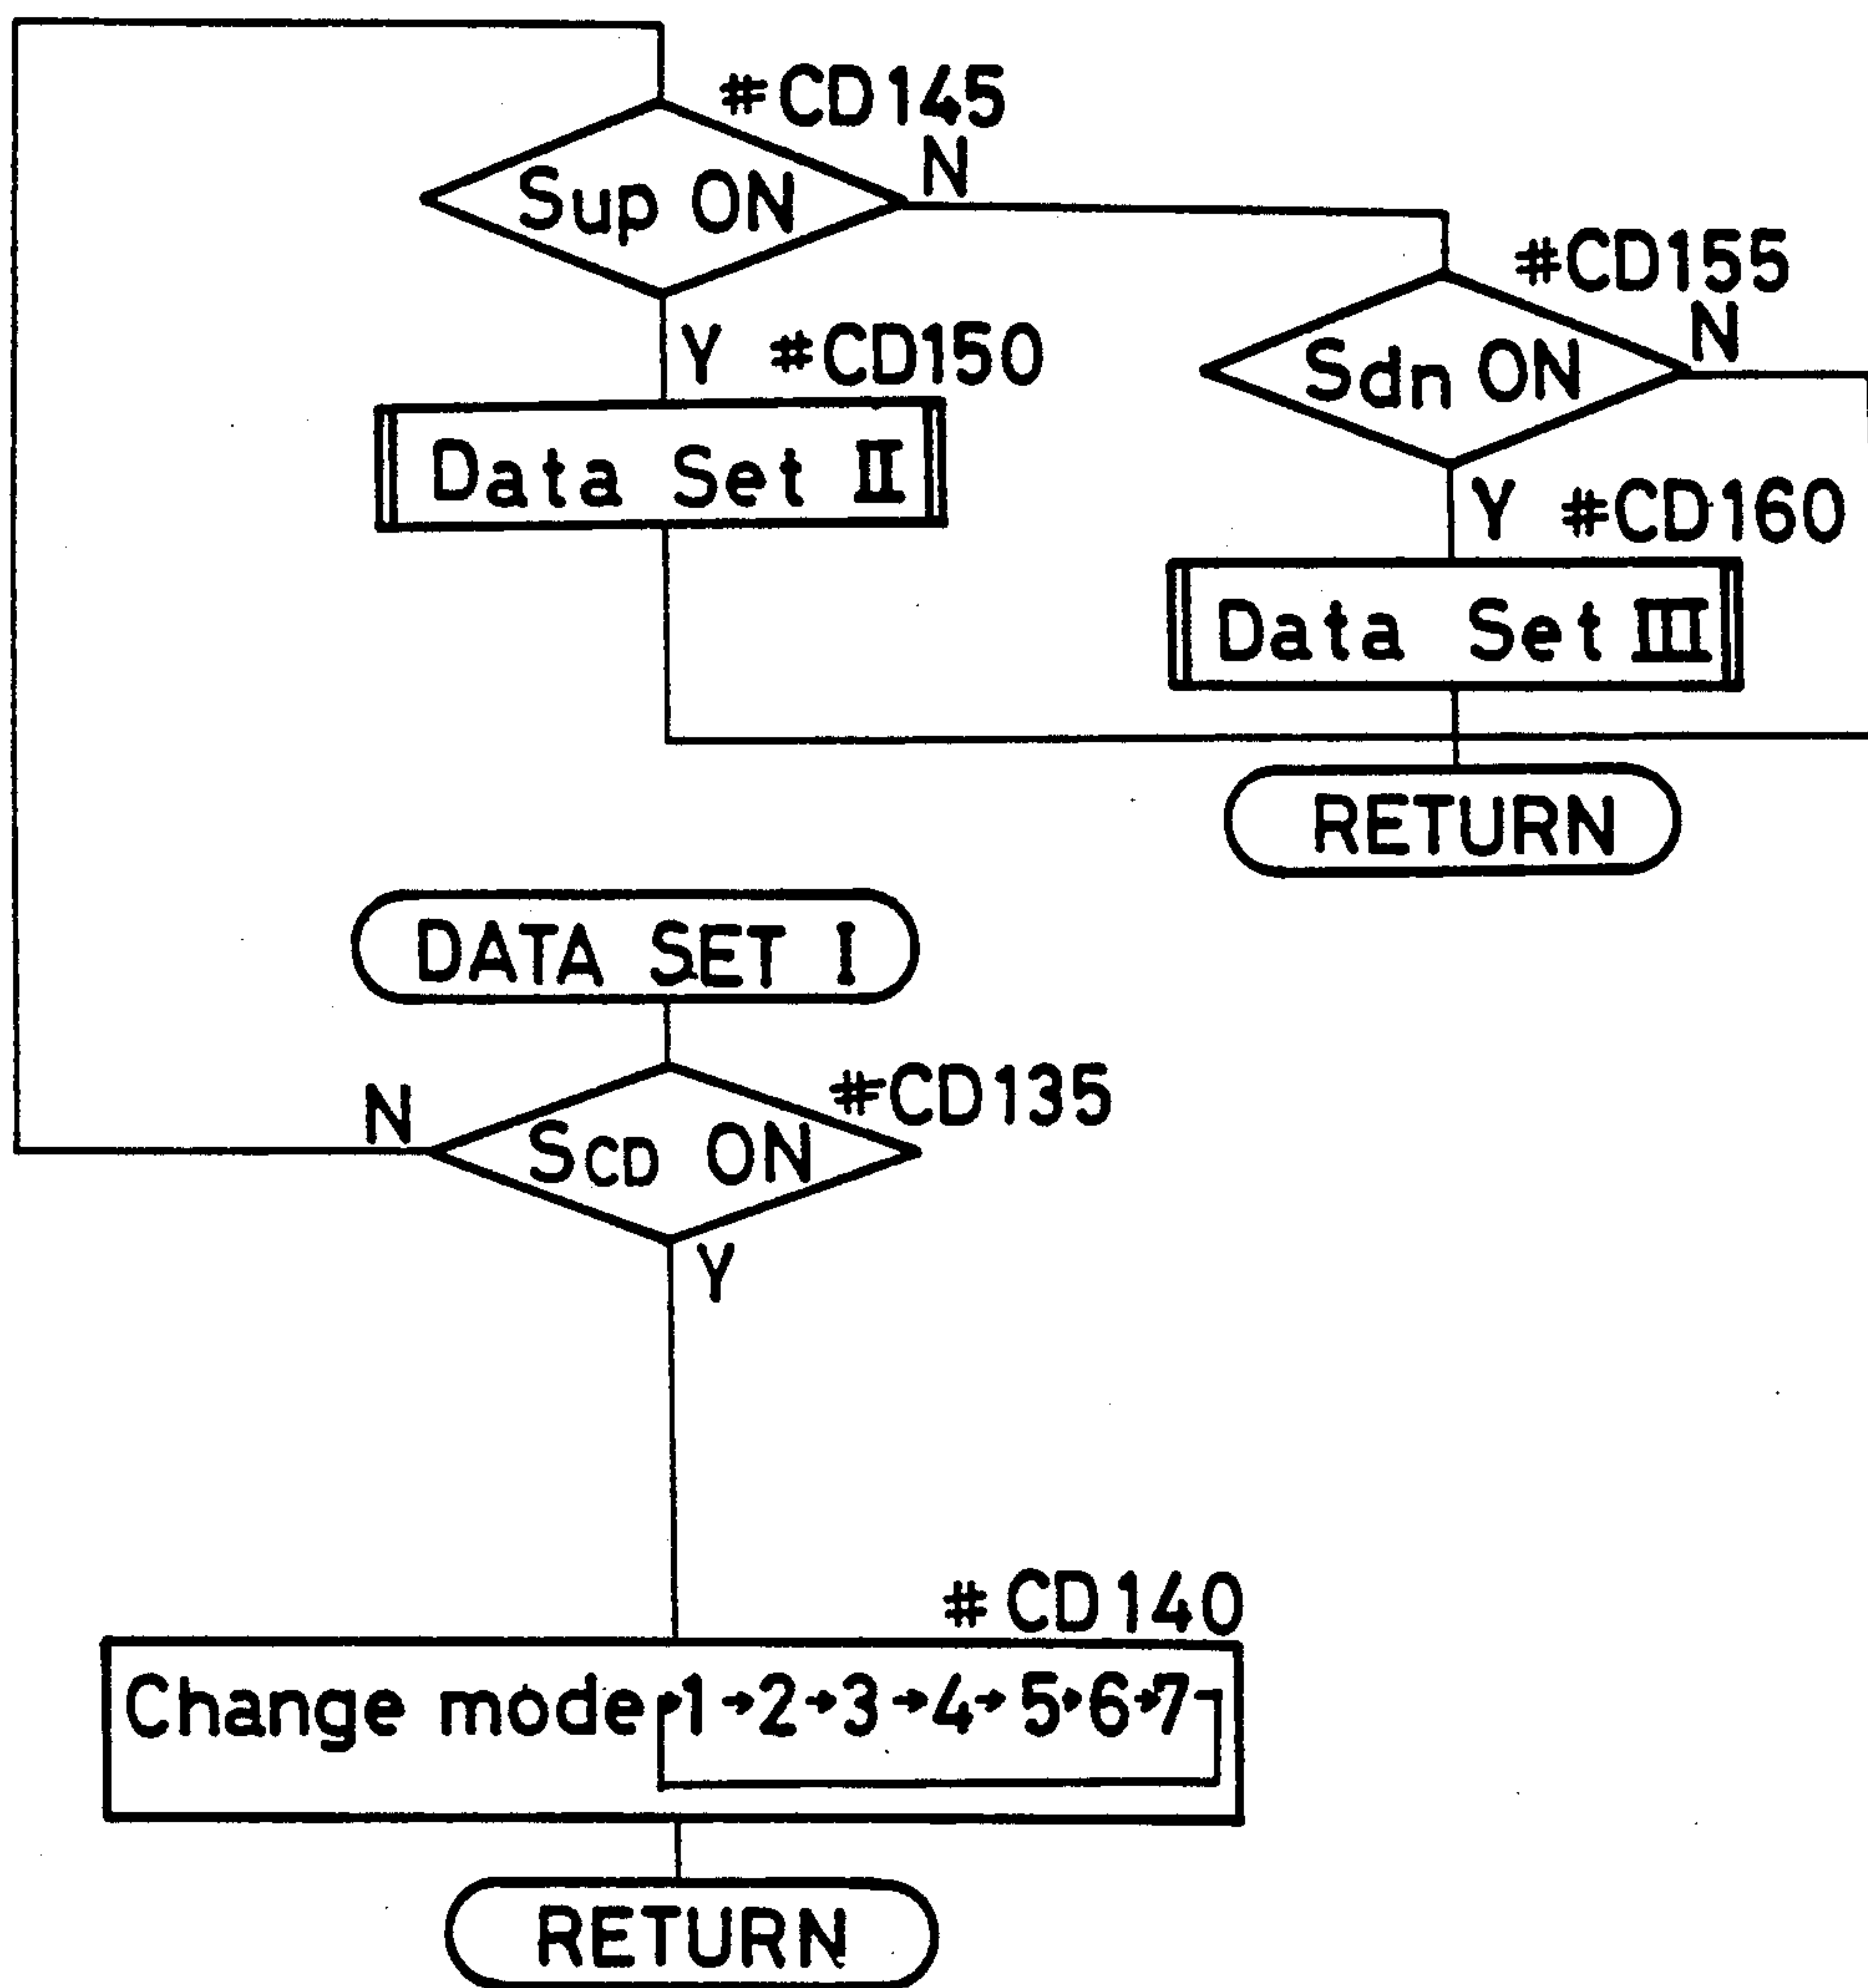 #CD145
N
Sup ON
#CD155
N
Y #CD150
Sdn ON
Data Set II
Y #CD160
Data Set III
RETURN
DATA SET I
#CD135
N
SCD ON
Y
#CD140
Change mode 1→2→3→4→5→6→7
RETURN